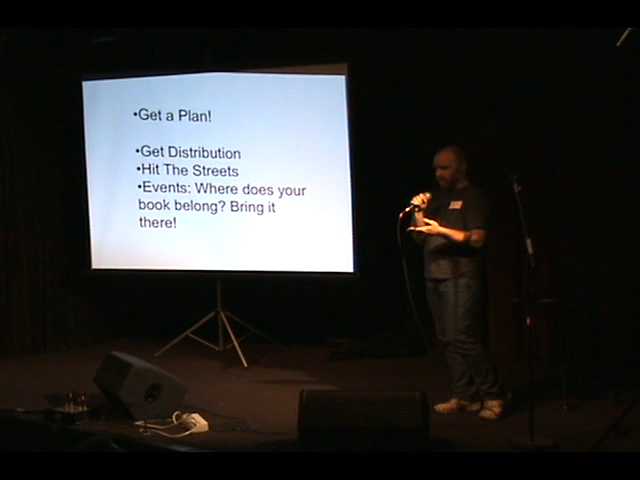 •Get a Plan!
•Get Distribution
•Hit The Streets
•Events: Where does your
book belong? Bring it
there!